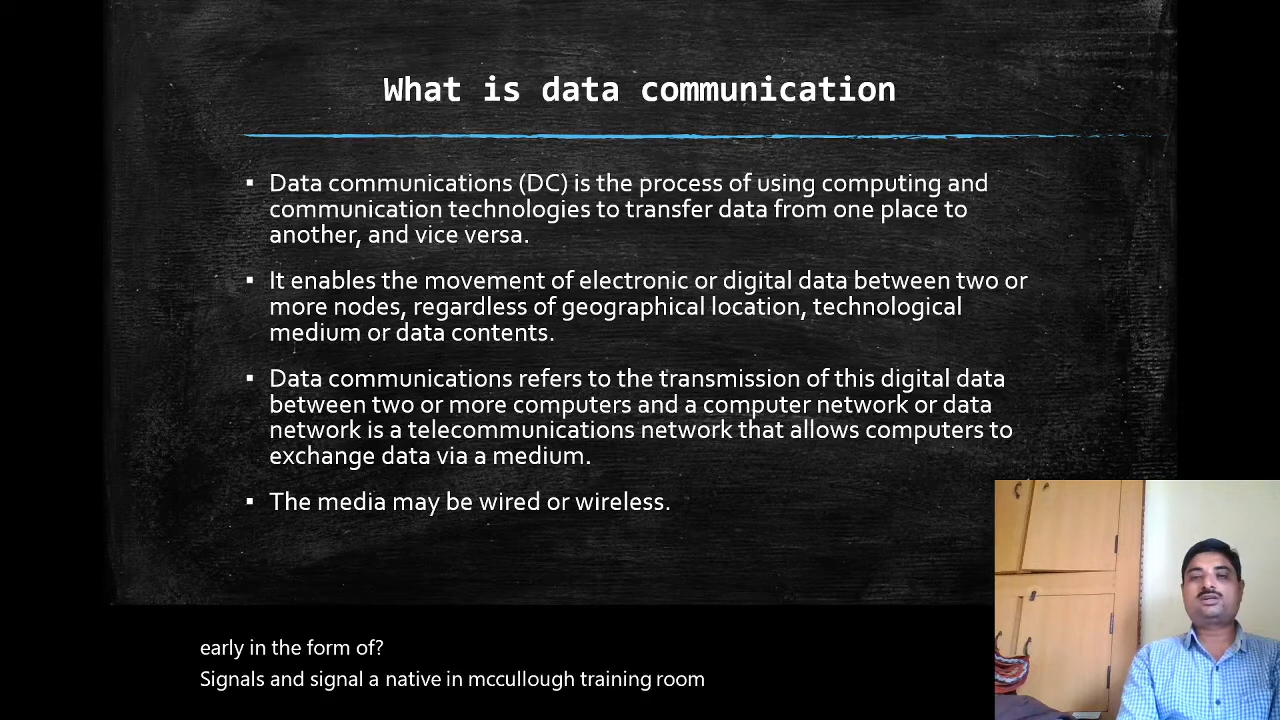 What is data communication
▪ Data communications (DC) is the process of using computing and
communication technologies to transfer data from one place to
another, and vice versa.
▪ It enables the movement of electronic or digital data between two or
more nodes, regardless of geographical location, technological
medium or data contents.
▪ Data communications refers to the transmission of this digital data
between two or more computers and a computer network or data
network is a telecommunications network that allows computers to
exchange data via a medium.
▪ The media may be wired or wireless.
early in the form of?
Signals and signal a native in mccullough training room